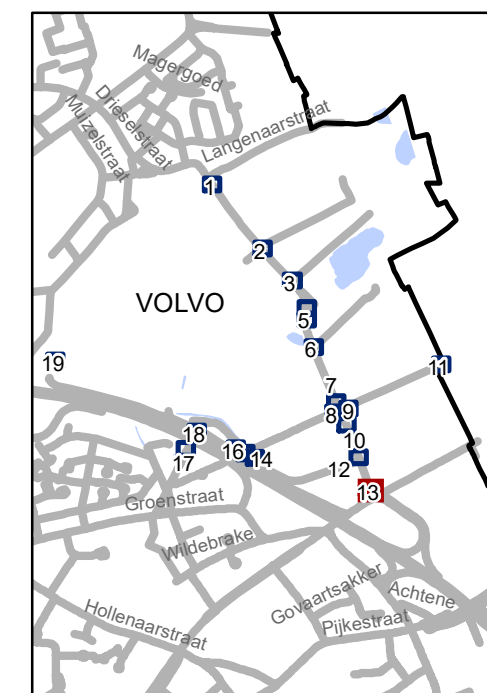 Magergoed
Drieselstraat
Muizelstraat
Langenaarstraat
1
2
3
VOLVO
5
6
19
11
7
8
9
18
17
16
14
10
12
13
Groenstraat
Wildebrake
Govaartsakker
Achtene
Hollenaarstraat
Pijkestraat